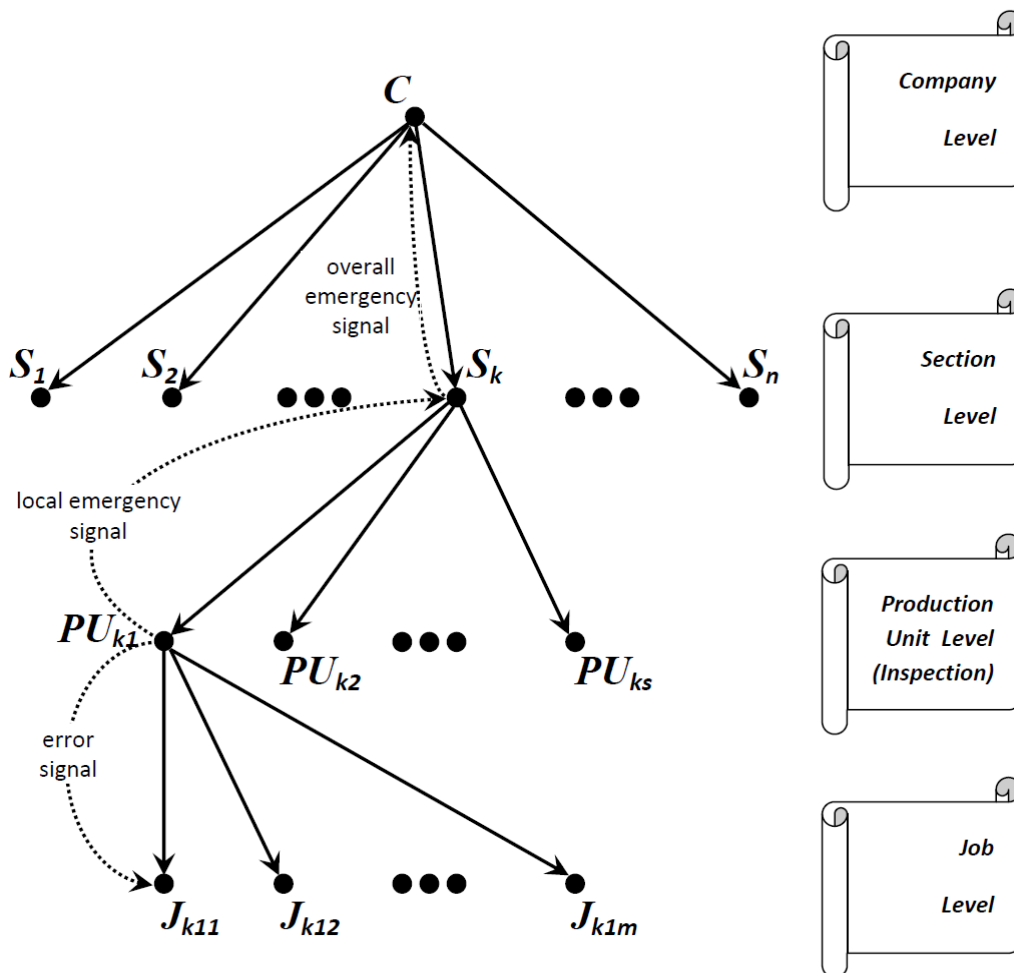 C
Company
Level
overall
emergency
signal
S1 S2 Sk Sn
Section
Level
local emergency
signal
PUk1 PUk2 PUks
Production
Unit Level
(Inspection)
error
signal
Job
Level
Jk11 Jk12 Jk1m